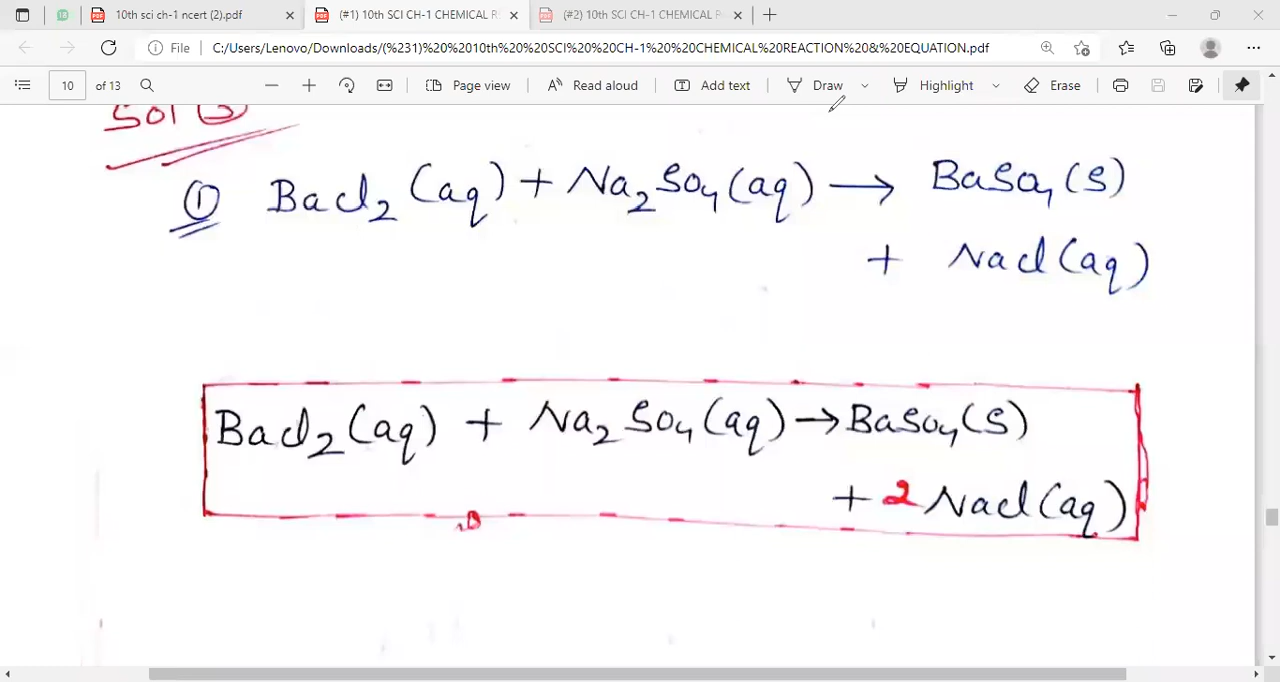 10th sci ch-1 ncert (2).pdf
(#1) 10th SCI CH-1 CHEMICAL R
(#2) 10th SCI CH-1 CHEMICAL
File C:/Users/Lenovo/Downloads/(%231)%20%2010th%20%20SCI%20%20CH-1%20%20CHEMICAL%20REACTION%20&%20EQUATION.pdf
10 of 13 Page view Read aloud Add text Draw Highlight Erase
① BaCl2 (aq) + Na2SO4 (aq) → BaSO4 (s)
+ NaCl (aq)
BaCl2 (aq) + Na2SO4 (aq) → BaSO4 (s)
+ 2 NaCl (aq)